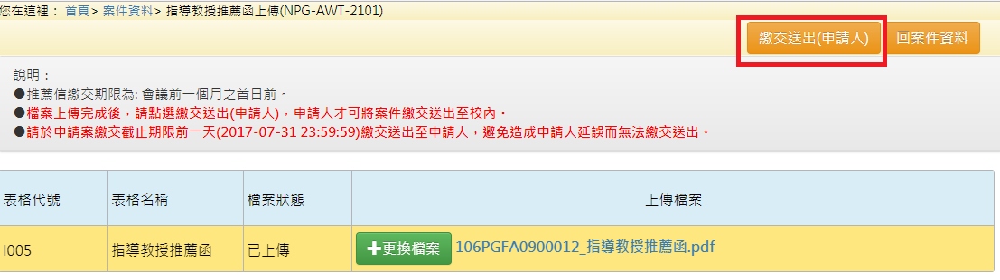 您在這裡： 首頁> 案件資料> 指導教授推薦函上傳(NPG-AWT-2101)
繳交送出(申請人) 回案件資料
說明：
●推薦信繳交期限為: 會議前一個月之首日前。
●檔案上傳完成後，請點選繳交送出(申請人)，申請人才可將案件繳交送出至校內。
●請於申請案繳交截止期限前一天(2017-07-31 23:59:59)繳交送出至申請人，避免造成申請人延誤而無法繳交送出。
表格代號 表格名稱 檔案狀態 上傳檔案
I005 指導教授推薦函 已上傳 ✚更換檔案 106PGFA0900012_指導教授推薦函.pdf